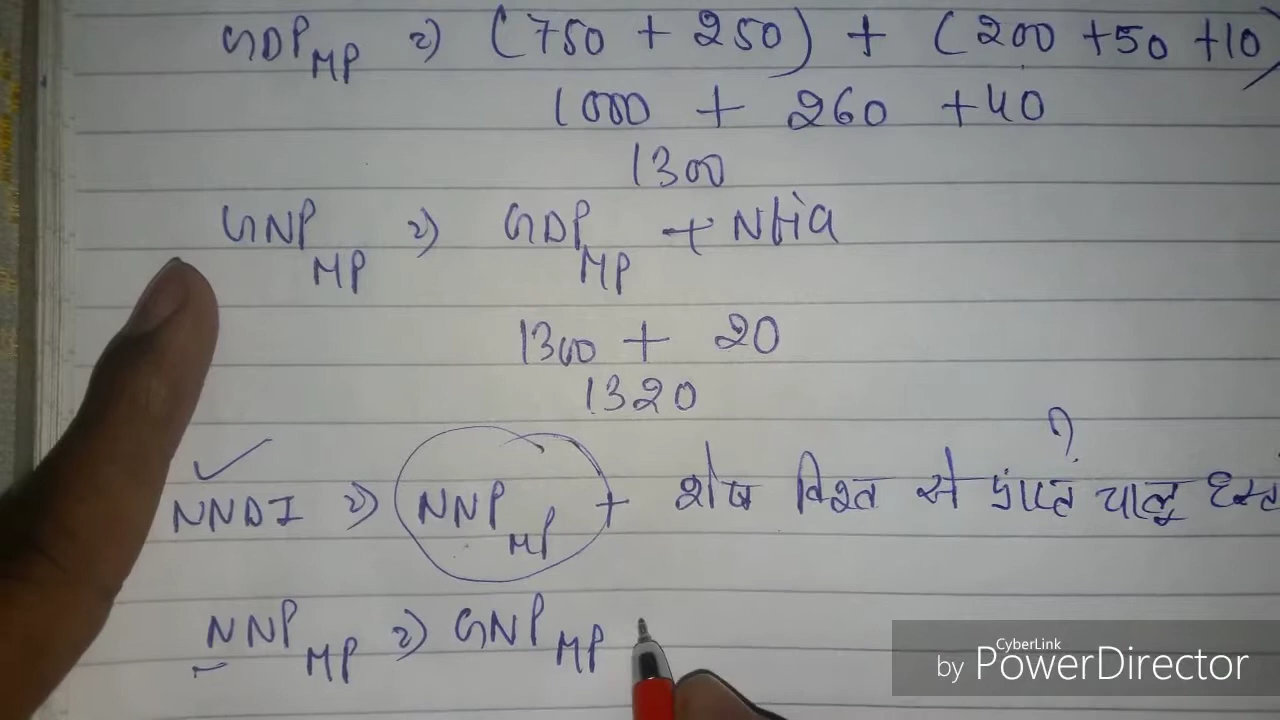 GDP MP => (750 + 250) + (200 +50 +10)
1000 + 260 +40
1300
GNP MP => GDP MP + Nfia
1300 + 20
1320
?
NNDI => NNP MP + शेष विश्व से प्राप्त चालू हस्त
NNP MP => GNP MP
CyberLink
by PowerDirector